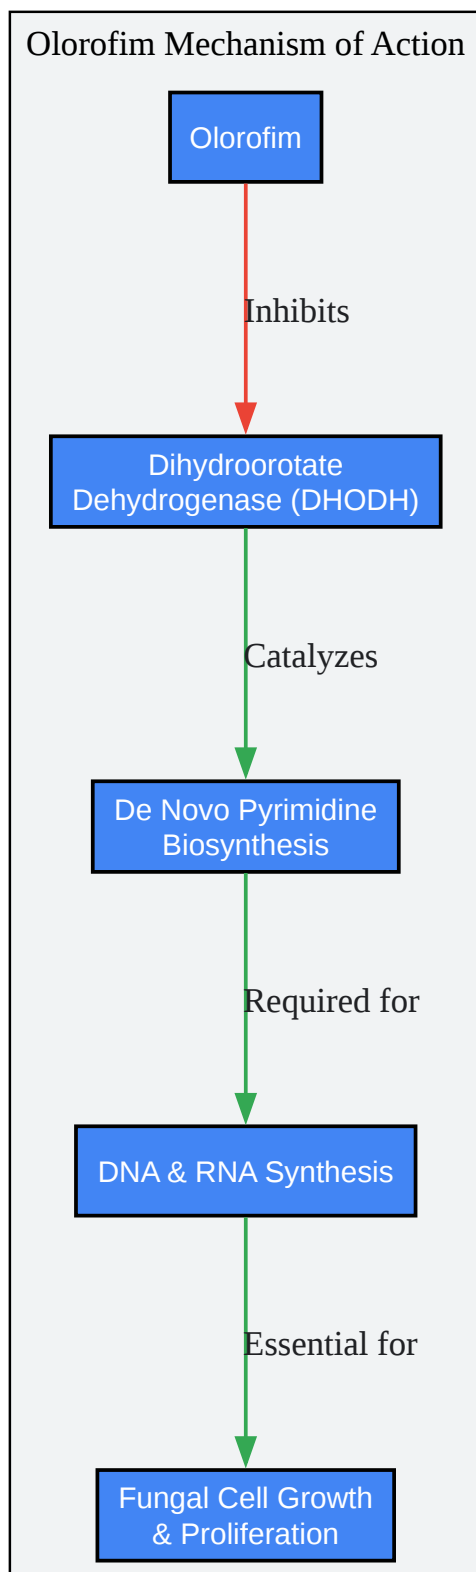 Olorofim Mechanism of Action
Olorofim
Inhibits
Dihydroorotate
Dehydrogenase (DHODH)
Catalyzes
De Novo Pyrimidine
Biosynthesis
Required for
DNA & RNA Synthesis
Essential for
Fungal Cell Growth
& Proliferation